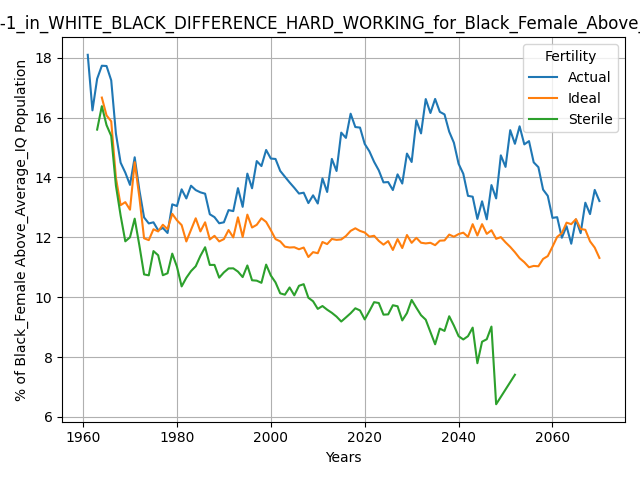 -1_in_WHITE_BLACK_DIFFERENCE_HARD_WORKING_for_Black_Female_Above_
Fertility
Actual
Ideal
Sterile
% of Black_Female Above_Average_IQ Population
18
16
14
12
10
8
6
1960
1980
2000
2020
2040
2060
Years